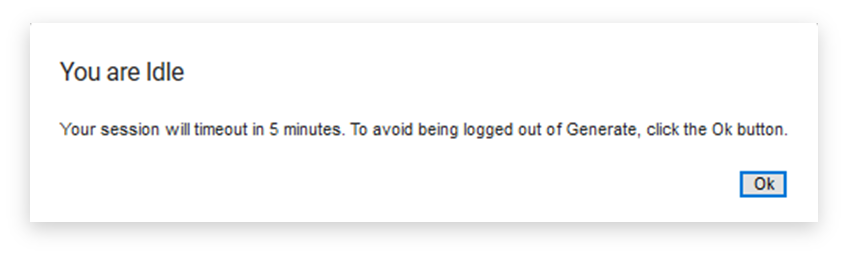 You are Idle
Your session will timeout in 5 minutes. To avoid being logged out of Generate, click the Ok button.
Ok